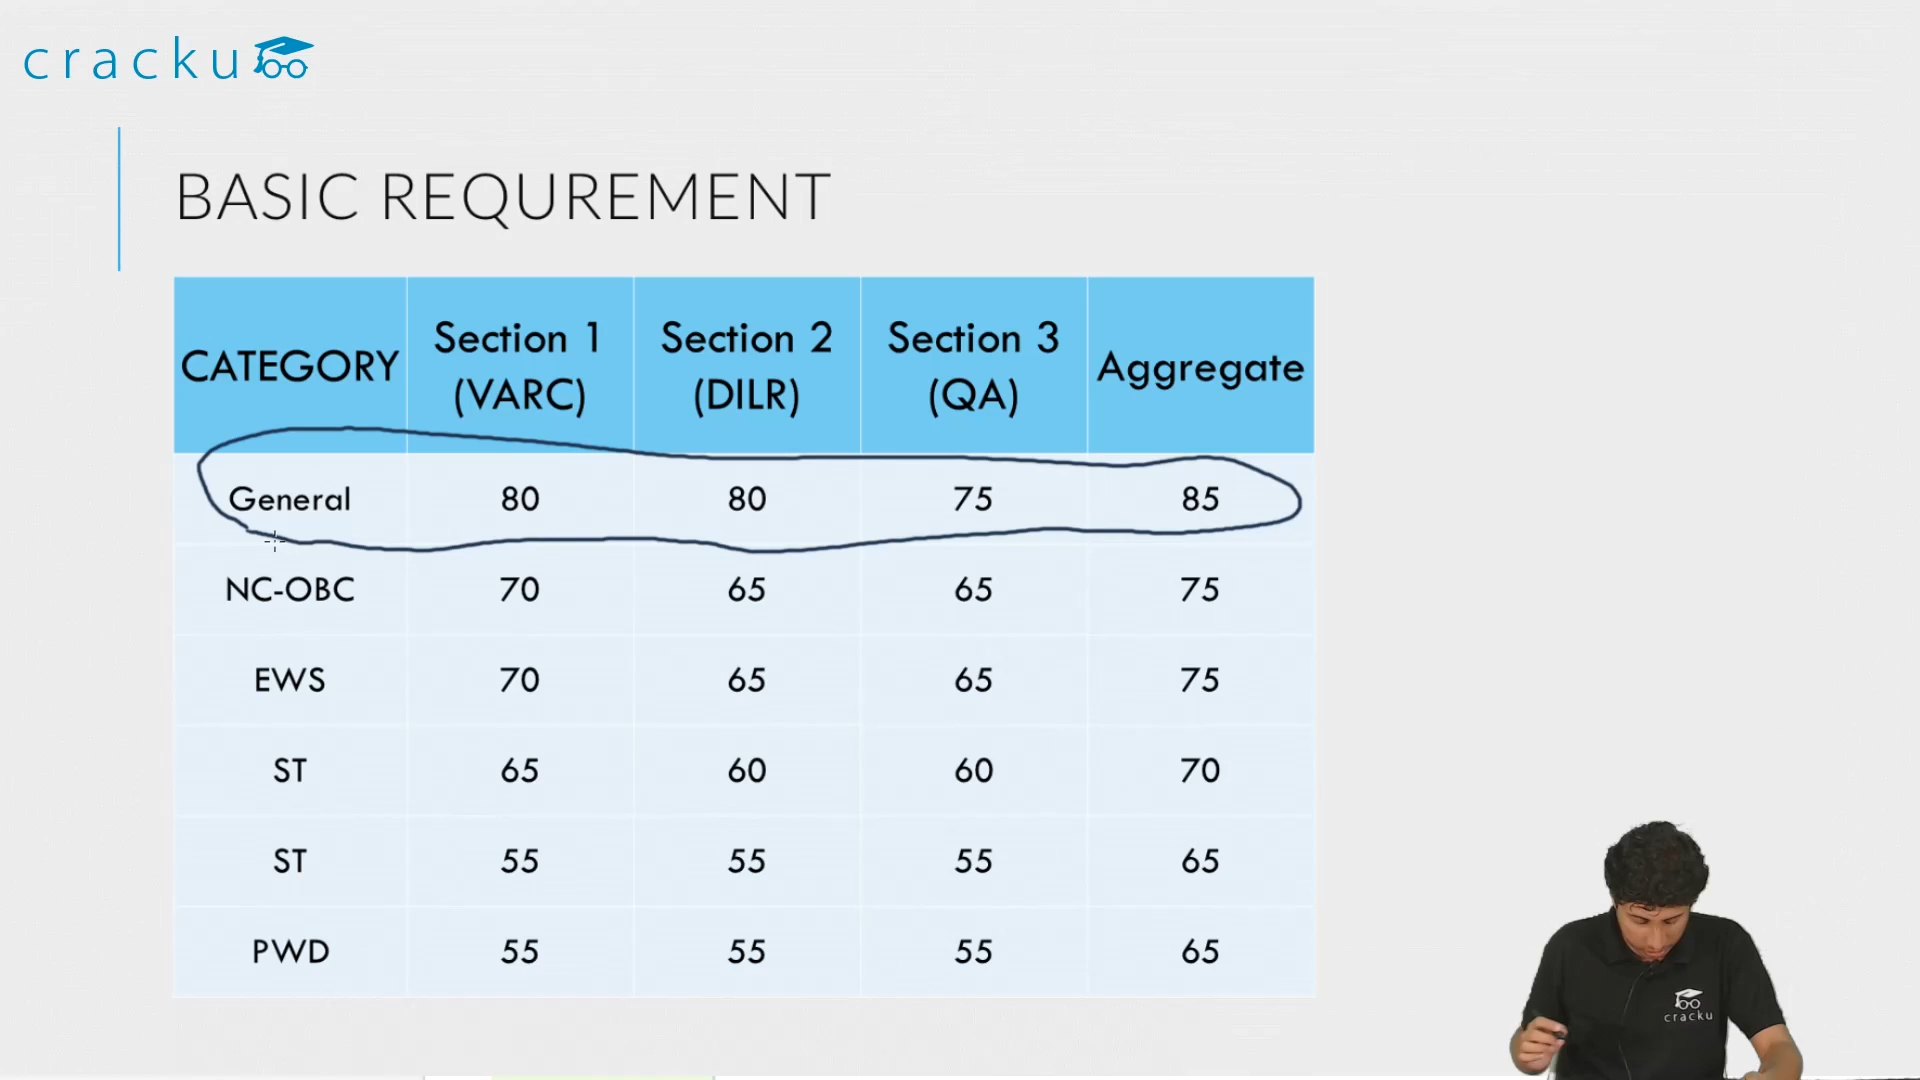 cracku
BASIC REQUREMENT
CATEGORY Section 1 (VARC) Section 2 (DILR) Section 3 (QA) Aggregate
General 80 80 75 85
NC-OBC 70 65 65 75
EWS 70 65 65 75
ST 65 60 60 70
ST 55 55 55 65
PWD 55 55 55 65
cracku